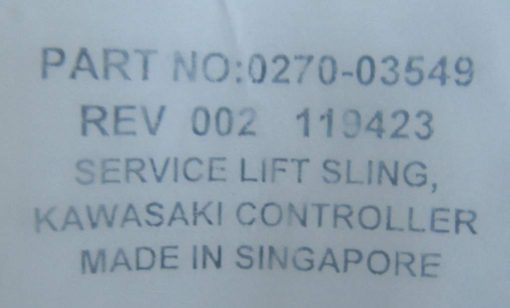 PART NO:0270-03549
REV 002 119423
SERVICE LIFT SLING,
KAWASAKI CONTROLLER
MADE IN SINGAPORE